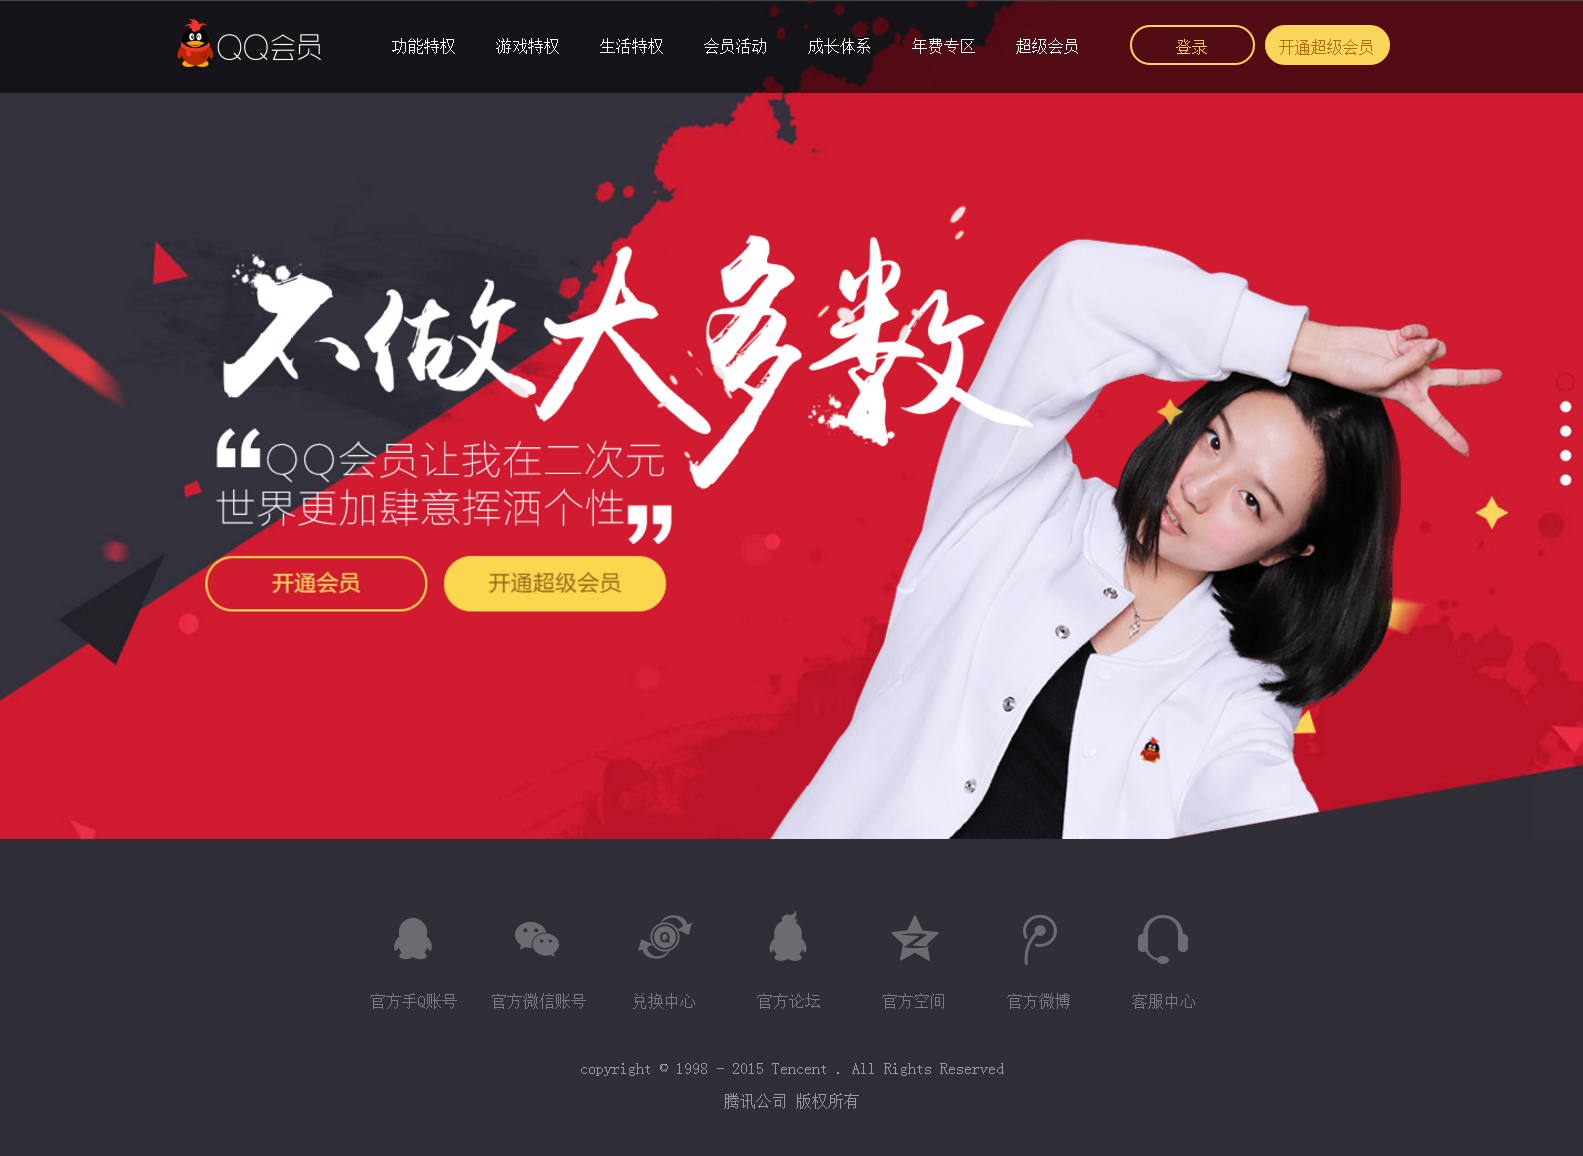 QQ会员
功能特权 游戏特权 生活特权 会员活动 成长体系 年费专区 超级会员 登录 开通超级会员
不做大多数
“QQ会员让我在二次元
世界更加肆意挥洒个性”
开通会员 开通超级会员
官方手Q账号 官方微信账号 兑换中心 官方论坛 官方空间 官方微博 客服中心
copyright © 1998 - 2015 Tencent . All Rights Reserved
腾讯公司 版权所有